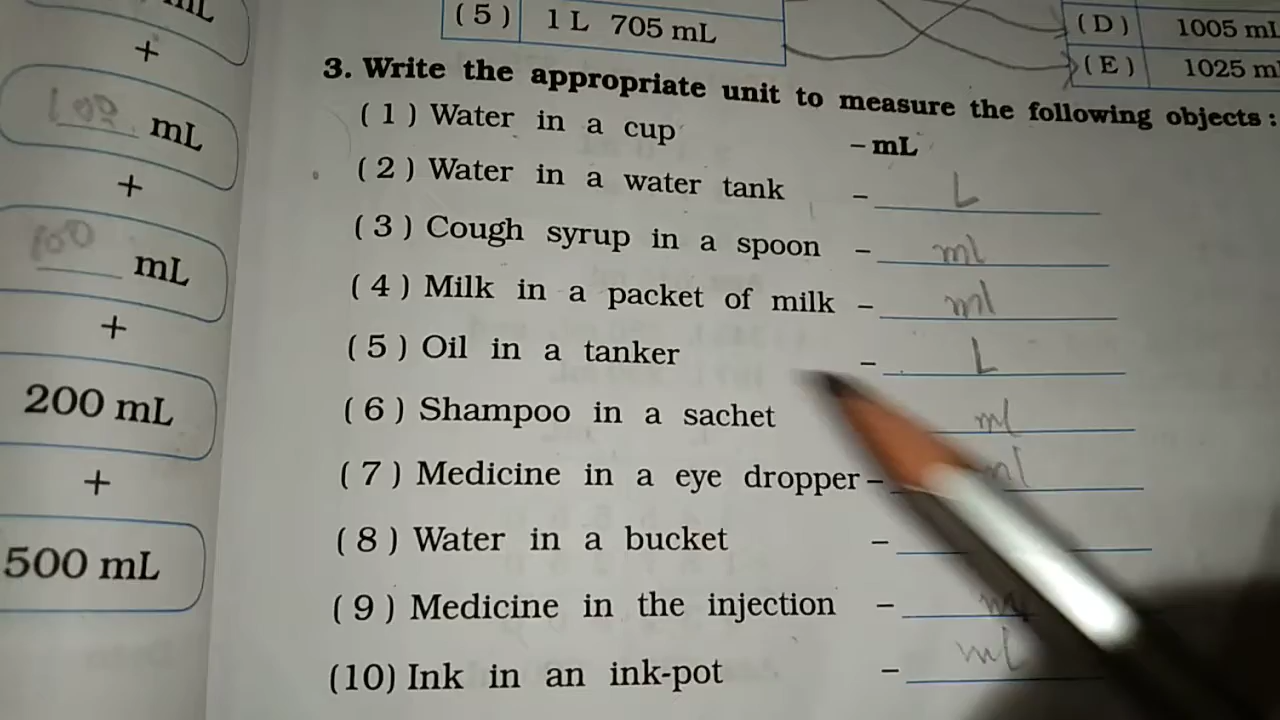 mL
+
100 mL
+
100 mL
+
200 mL
+
500 mL
(5) 1 L 705 mL
(D) 1005 mL
(E) 1025 m
3. Write the appropriate unit to measure the following objects :
(1) Water in a cup – mL
(2) Water in a water tank – L
(3) Cough syrup in a spoon – ml
(4) Milk in a packet of milk – ml
(5) Oil in a tanker – L
(6) Shampoo in a sachet ml
(7) Medicine in a eye dropper – ml
(8) Water in a bucket –
(9) Medicine in the injection –
(10) Ink in an ink-pot – ml